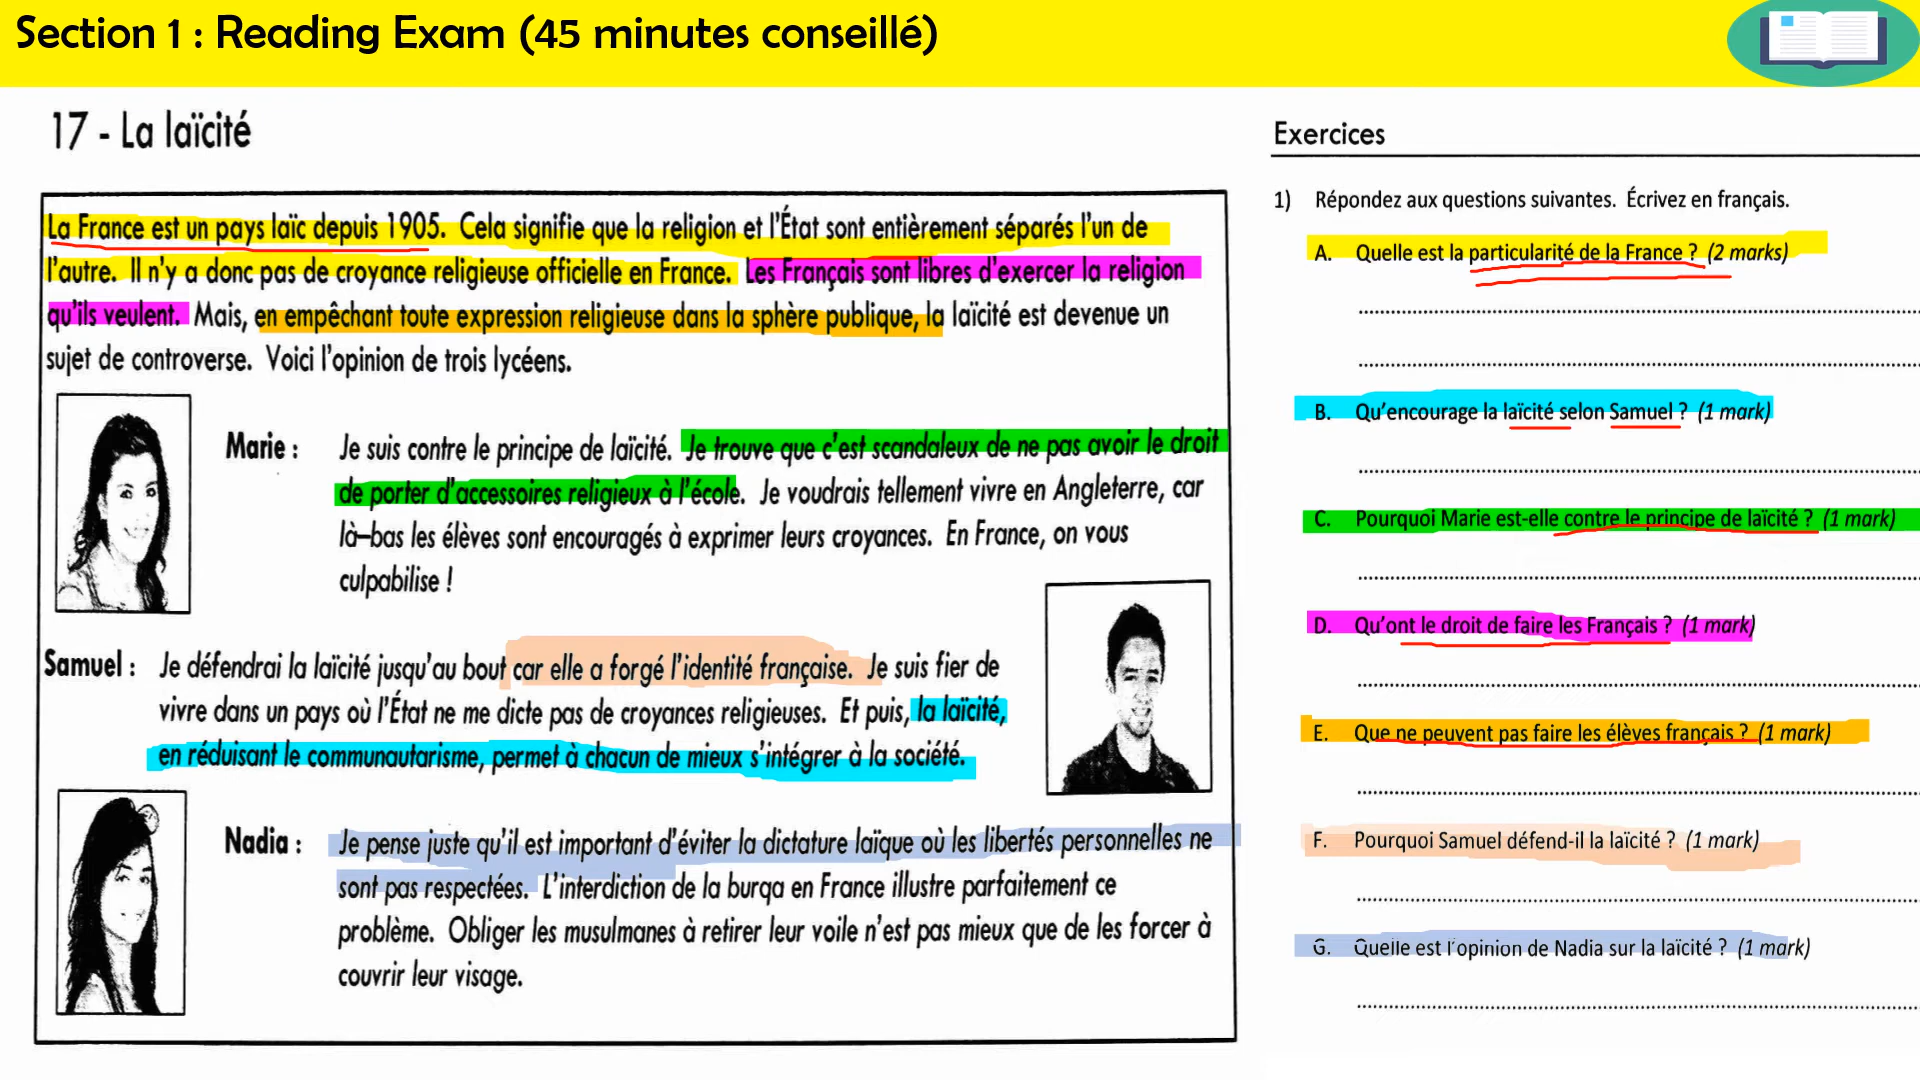 Section 1 : Reading Exam (45 minutes conseillé)
17 - La laïcité
La France est un pays laïc depuis 1905. Cela signifie que la religion et l'État sont entièrement séparés l'un de
l'autre. Il n'y a donc pas de croyance religieuse officielle en France. Les Français sont libres d'exercer la religion
qu'ils veulent. Mais, en empêchant toute expression religieuse dans la sphère publique, la laïcité est devenue un
sujet de controverse. Voici l'opinion de trois lycéens.
Marie : Je suis contre le principe de laïcité. Je trouve que c'est scandaleux de ne pas avoir le droit
de porter d'accessoires religieux à l'école. Je voudrais tellement vivre en Angleterre, car
là-bas les élèves sont encouragés à exprimer leurs croyances. En France, on vous
culpabilise !
Samuel : Je défendrai la laïcité jusqu'au bout car elle a forgé l'identité française. Je suis fier de
vivre dans un pays où l'État ne me dicte pas de croyances religieuses. Et puis, la laïcité,
en réduisant le communautarisme, permet à chacun de mieux s'intégrer à la société.
Nadia : Je pense juste qu'il est important d'éviter la dictature laïque où les libertés personnelles ne
sont pas respectées. L'interdiction de la burqa en France illustre parfaitement ce
problème. Obliger les musulmanes à retirer leur voile n'est pas mieux que de les forcer à
couvrir leur visage.
Exercices
1) Répondez aux questions suivantes. Écrivez en français.
A. Quelle est la particularité de la France ? (2 marks)
B. Qu'encourage la laïcité selon Samuel ? (1 mark)
C. Pourquoi Marie est-elle contre le principe de laïcité ? (1 mark)
D. Qu'ont le droit de faire les Français ? (1 mark)
E. Que ne peuvent pas faire les élèves français ? (1 mark)
F. Pourquoi Samuel défend-il la laïcité ? (1 mark)
G. Quelle est l'opinion de Nadia sur la laïcité ? (1 mark)